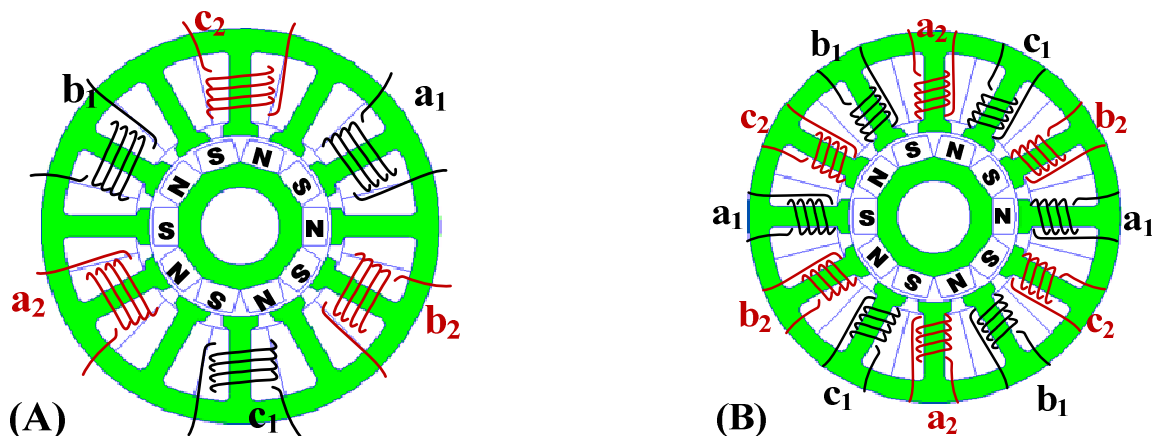 c₂
b₁ a₁
S N
N S
S N
N S
S N
a₂ b₂
c₁
(A)
a₂
b₁ c₁
c₂ b₂
S N
N S
S N
a₁ a₁
N S
S N
b₂ c₂
c₁ b₁
a₂
(B)